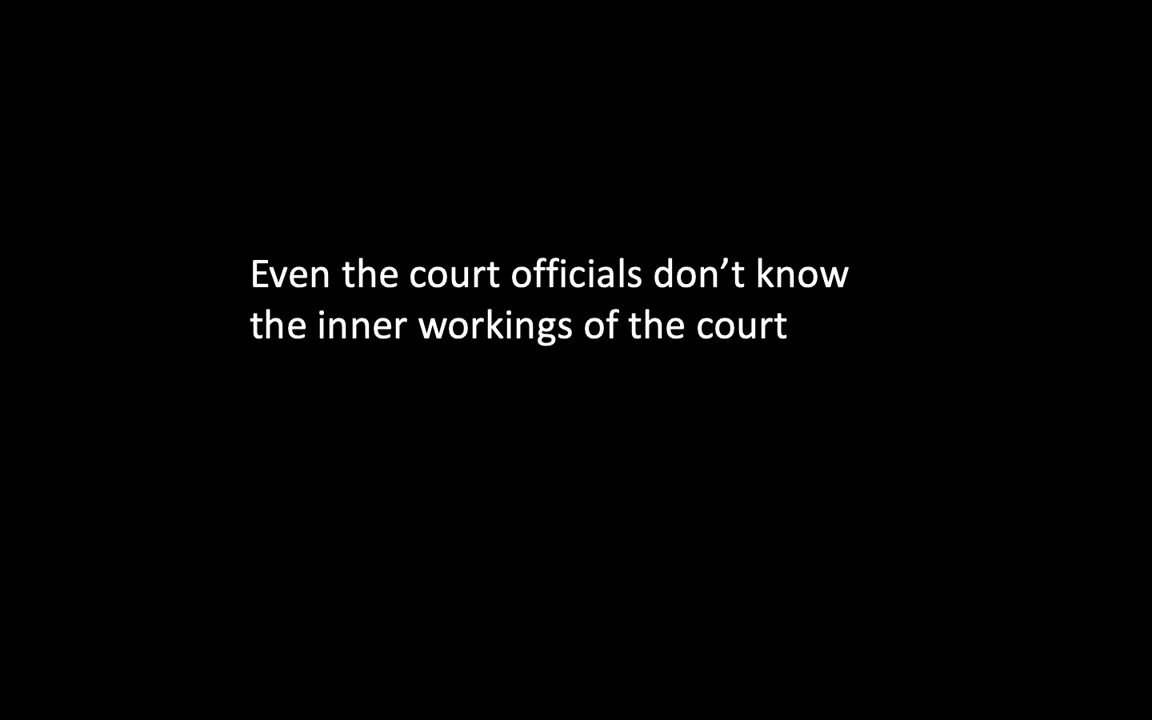 Even the court officials don’t know
the inner workings of the court